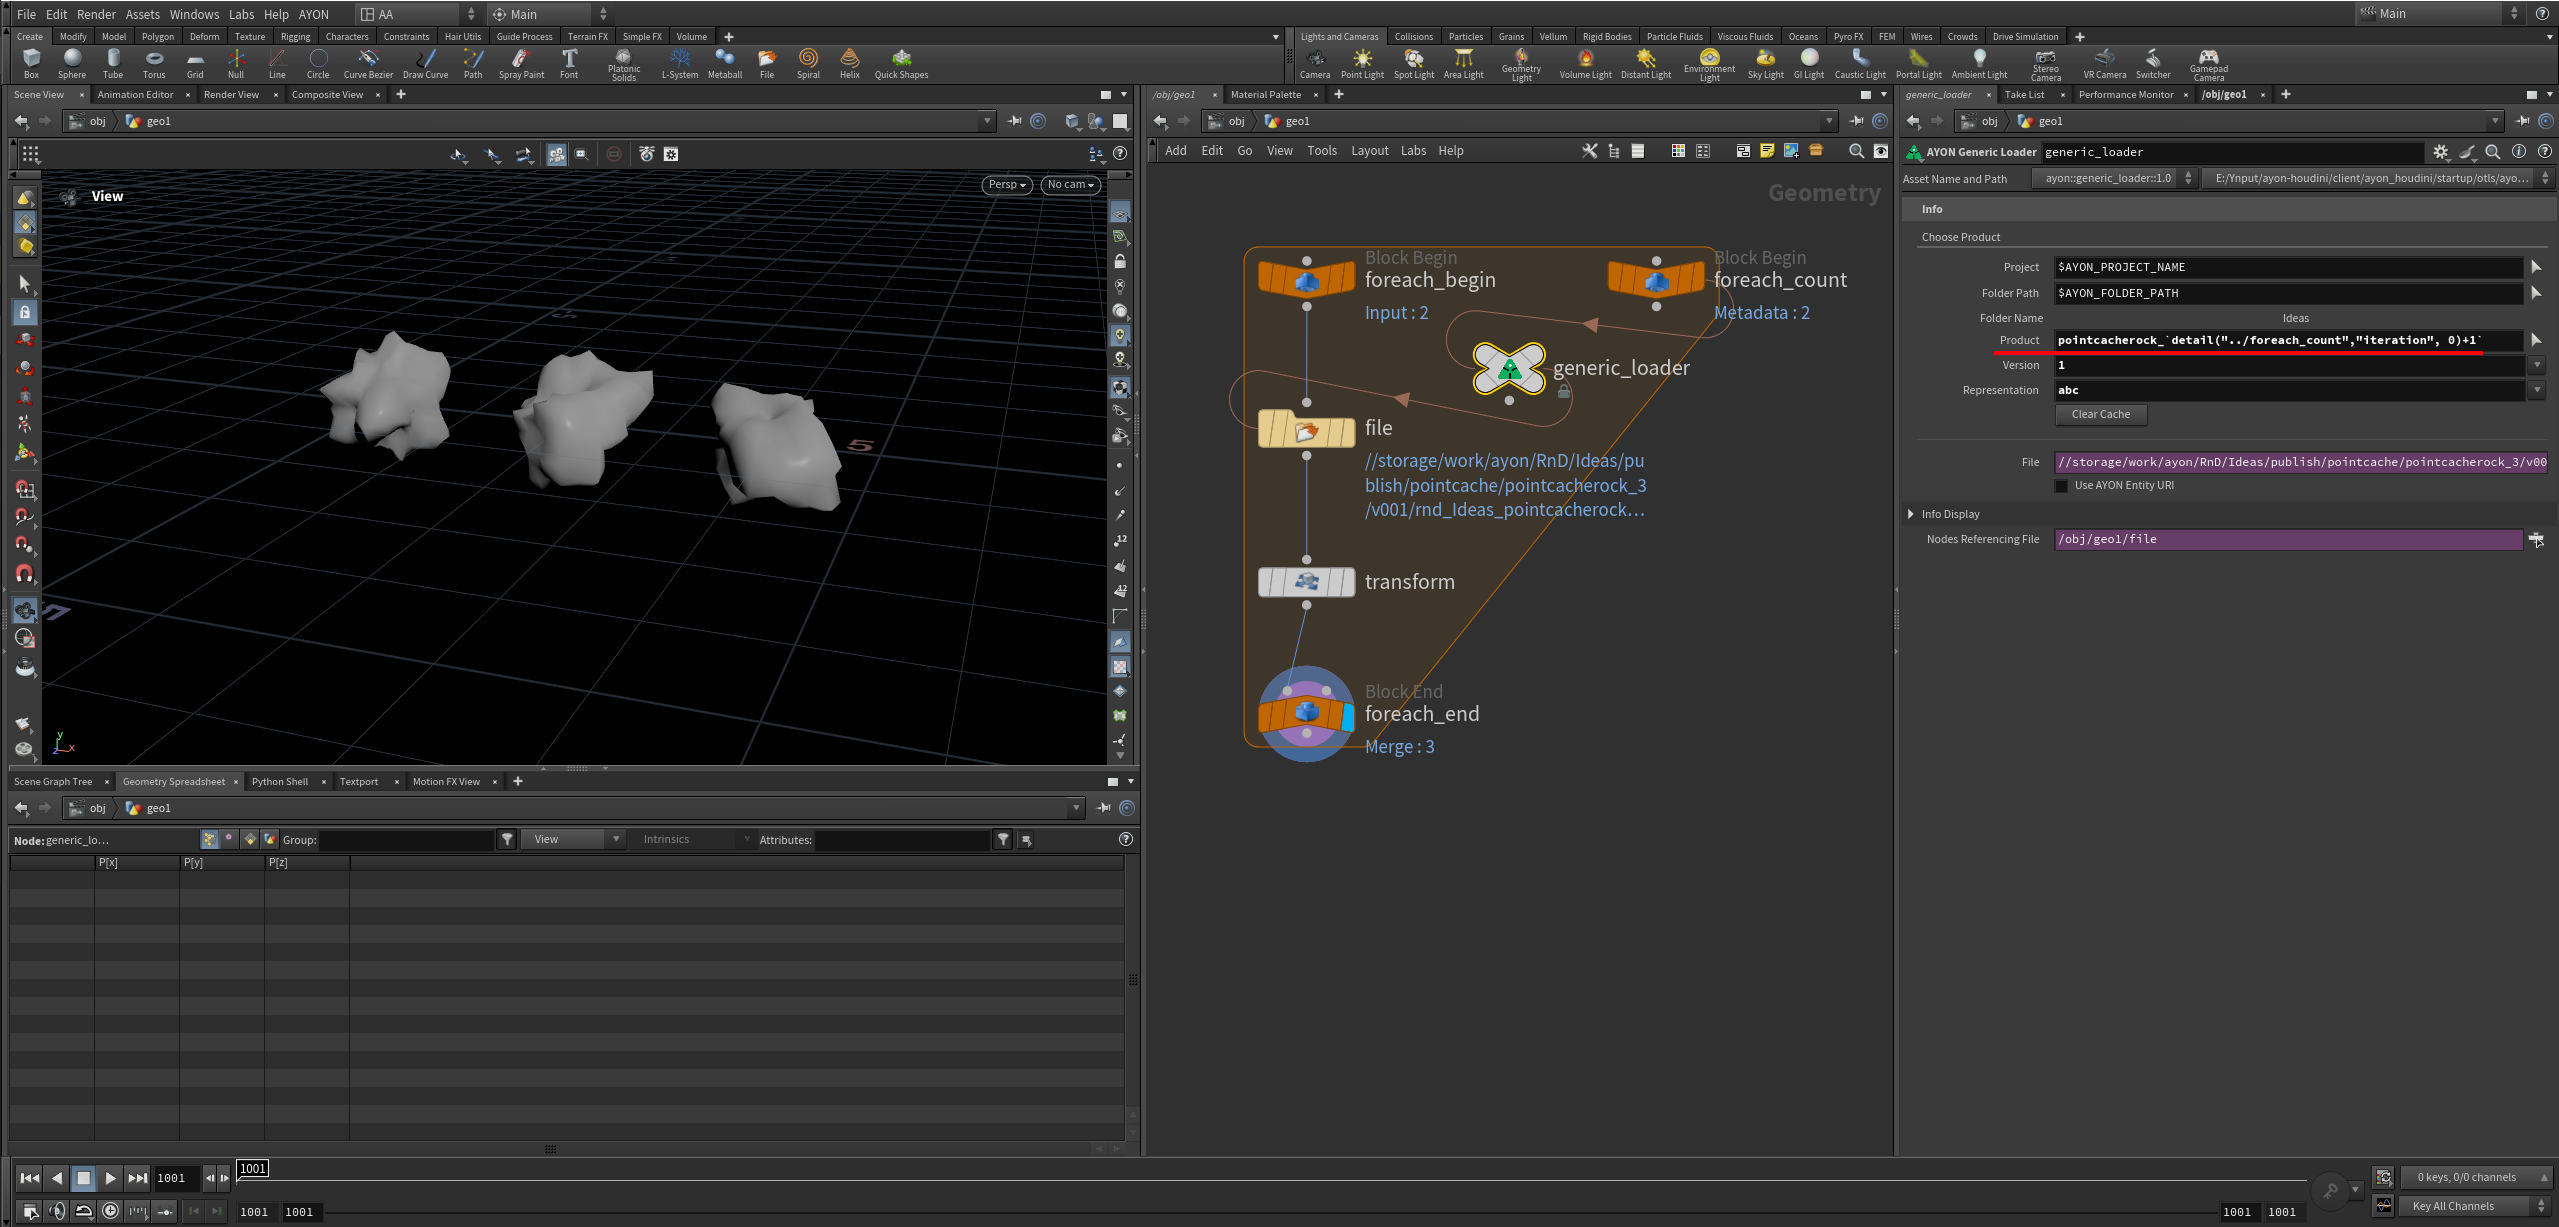 File Edit Render Assets Windows Labs Help AYON AA Main Main
Create Modify Model Polygon Deform Texture Rigging Characters Constraints Hair Utils Guide Process Terrain FX Simple FX Volume
Box Sphere Tube Torus Grid Null Line Circle Curve Bezier Draw Curve Path Spray Paint Font Platonic Solids L-System Metaball File Spiral Helix Quick Shapes
Lights and Cameras Collisions Particles Grains Vellum Rigid Bodies Particle Fluids Viscous Fluids Oceans Pyro FX FEM Wires Crowds Drive Simulation
Camera Point Light Spot Light Area Light Geometry Light Volume Light Distant Light Environment Light Sky Light GI Light Caustic Light Portal Light Ambient Light Stereo Camera VR Camera Switcher Gamepad Camera
Scene View Animation Editor Render View Composite View
obj geo1
View
Persp No cam
5
Scene Graph Tree Geometry Spreadsheet Python Shell Textport Motion FX View
obj geo1
Node: generic_lo... Group: View Intrinsics Attributes:
P[x] P[y] P[z]
/obj/geo1 Material Palette
obj geo1
Add Edit Go View Tools Layout Labs Help
Geometry
Block Begin
foreach_begin
Input : 2
Block Begin
foreach_count
Metadata : 2
generic_loader
file
//storage/work/ayon/RnD/Ideas/pu
blish/pointcache/pointcacherock_3
/v001/rnd_Ideas_pointcacherock...
transform
Block End
foreach_end
Merge : 3
generic_loader Take List Performance Monitor /obj/geo1
obj geo1
AYON Generic Loader generic_loader
Asset Name and Path ayon::generic_loader::1.0 E:/Ynput/ayon-houdini/client/ayon_houdini/startup/otls/ayo...
Info
Choose Product
Project $AYON_PROJECT_NAME
Folder Path $AYON_FOLDER_PATH
Folder Name Ideas
Product pointcacherock_`detail("../foreach_count","iteration", 0)+1`
Version 1
Representation abc
Clear Cache
File //storage/work/ayon/RnD/Ideas/publish/pointcache/pointcacherock_3/v00
Use AYON Entity URI
Info Display
Nodes Referencing File /obj/geo1/file
1001 1001
0 keys, 0/0 channels
1001 1001 1001 1001
Key All Channels